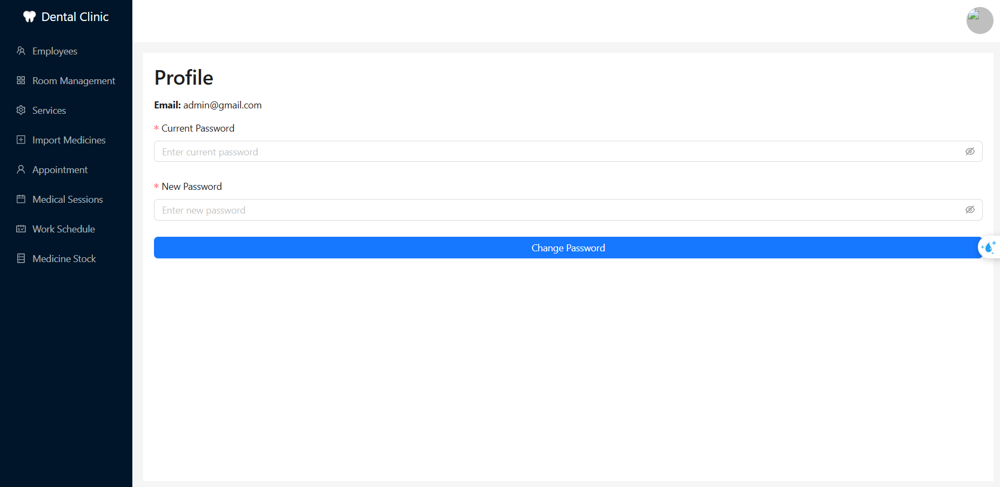 Dental Clinic
Employees
Room Management
Services
Import Medicines
Appointment
Medical Sessions
Work Schedule
Medicine Stock
Profile
Email: admin@gmail.com
* Current Password
Enter current password
* New Password
Enter new password
Change Password